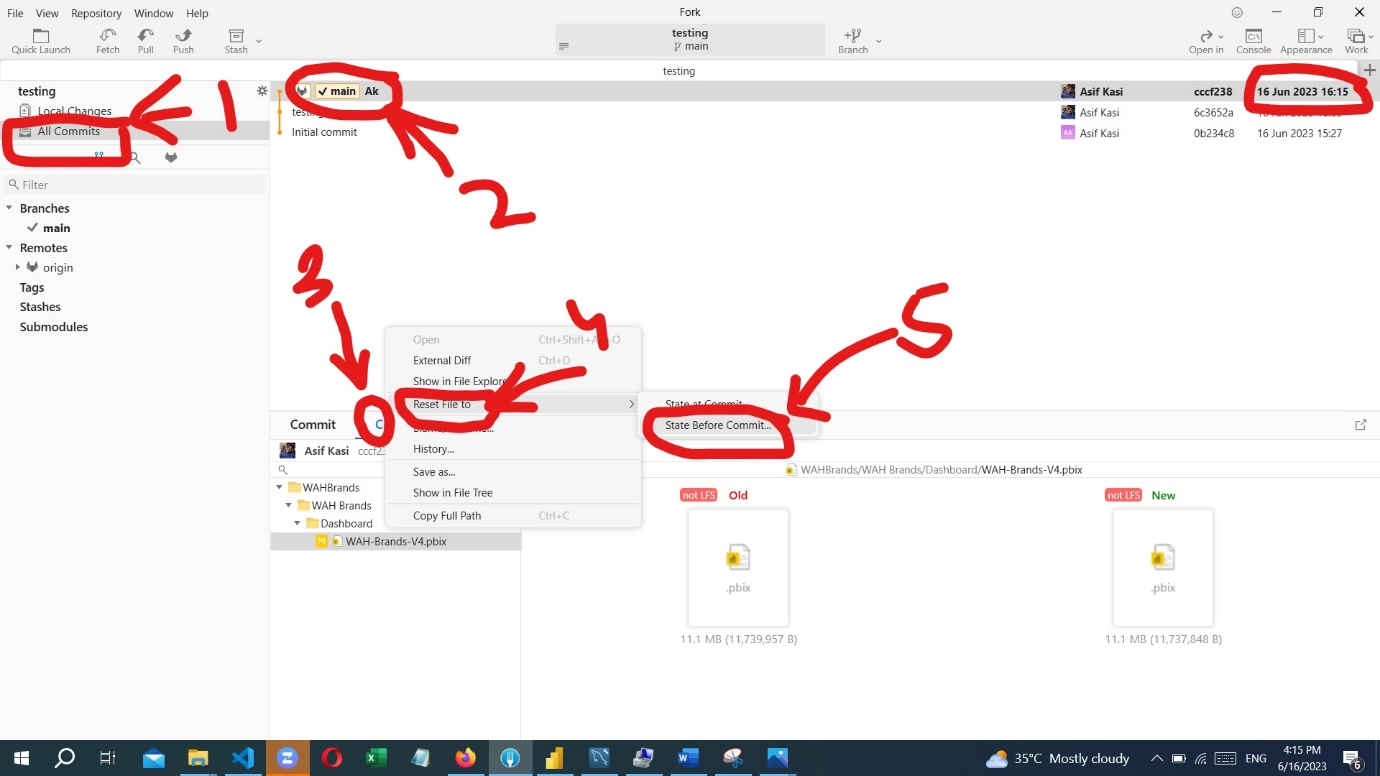 File View Repository Window Help
Fork
Quick Launch
Fetch
Pull
Push
Stash
testing
main
Branch
Open in
Console
Appearance
Work
testing
testing
Local Changes
All Commits
1
Filter
Branches
main
Remotes
origin
Tags
Stashes
Submodules
main Ak Asif Kasi cccf238 16 Jun 2023 16:15
Asif Kasi 6c3652a
Initial commit AK Asif Kasi 0b234c8 16 Jun 2023 15:27
2
3
4
5
Open
External Diff Ctrl+D
Show in File Explore
Reset File to
History...
Save as...
Show in File Tree
Copy Full Path Ctrl+C
State at Commit
State Before Commit...
Commit C
Asif Kasi
WAHBrands
WAH Brands
Dashboard
M WAH-Brands-V4.pbix
WAHBrands/WAH Brands/Dashboard/WAH-Brands-V4.pbix
not LFS Old
.pbix
11.1 MB (11,739,957 B)
not LFS New
.pbix
11.1 MB (11,737,848 B)
35°C Mostly cloudy
ENG
4:15 PM
6/16/2023
6